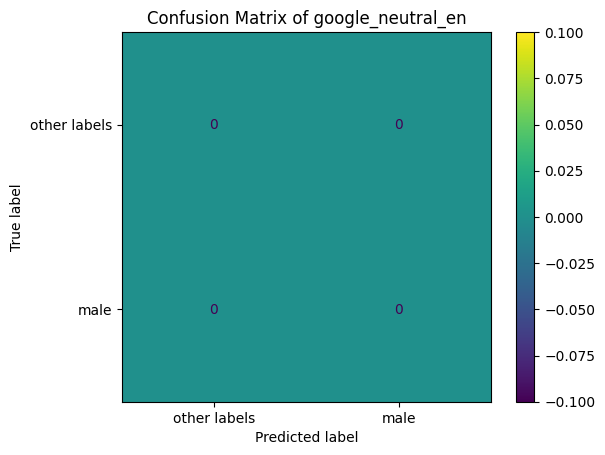 Confusion Matrix of google_neutral_en
True label
other labels
0 0
male
0 0
other labels male
Predicted label
0.100
0.075
0.050
0.025
0.000
−0.025
−0.050
−0.075
−0.100